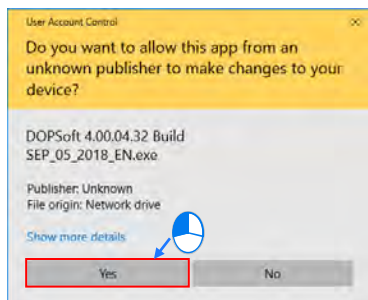 User Account Control
Do you want to allow this app from an
unknown publisher to make changes to your
device?
DOPSoft 4.00.04.32 Build
SEP_05_2018_EN.exe
Publisher: Unknown
File origin: Network drive
Show more details
Yes
No